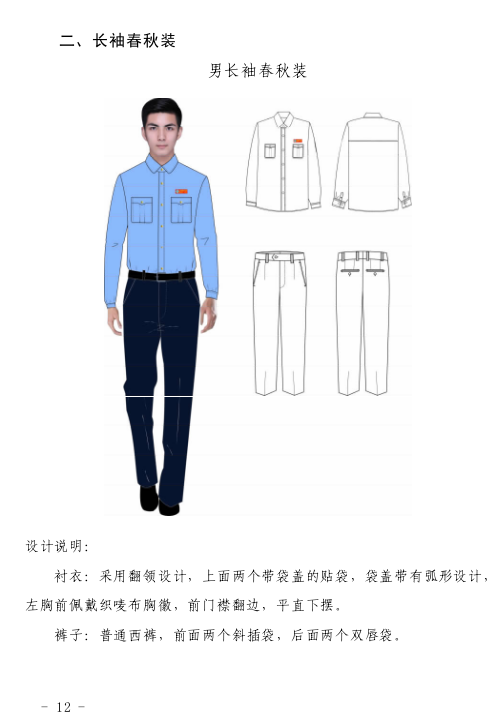 二、长袖春秋装
男长袖春秋装
设计说明：
衬衣：采用翻领设计，上面两个带袋盖的贴袋，袋盖带有弧形设计，
左胸前佩戴织唛布胸徽，前门襟翻边，平直下摆。
裤子：普通西裤，前面两个斜插袋，后面两个双唇袋。
- 12 -